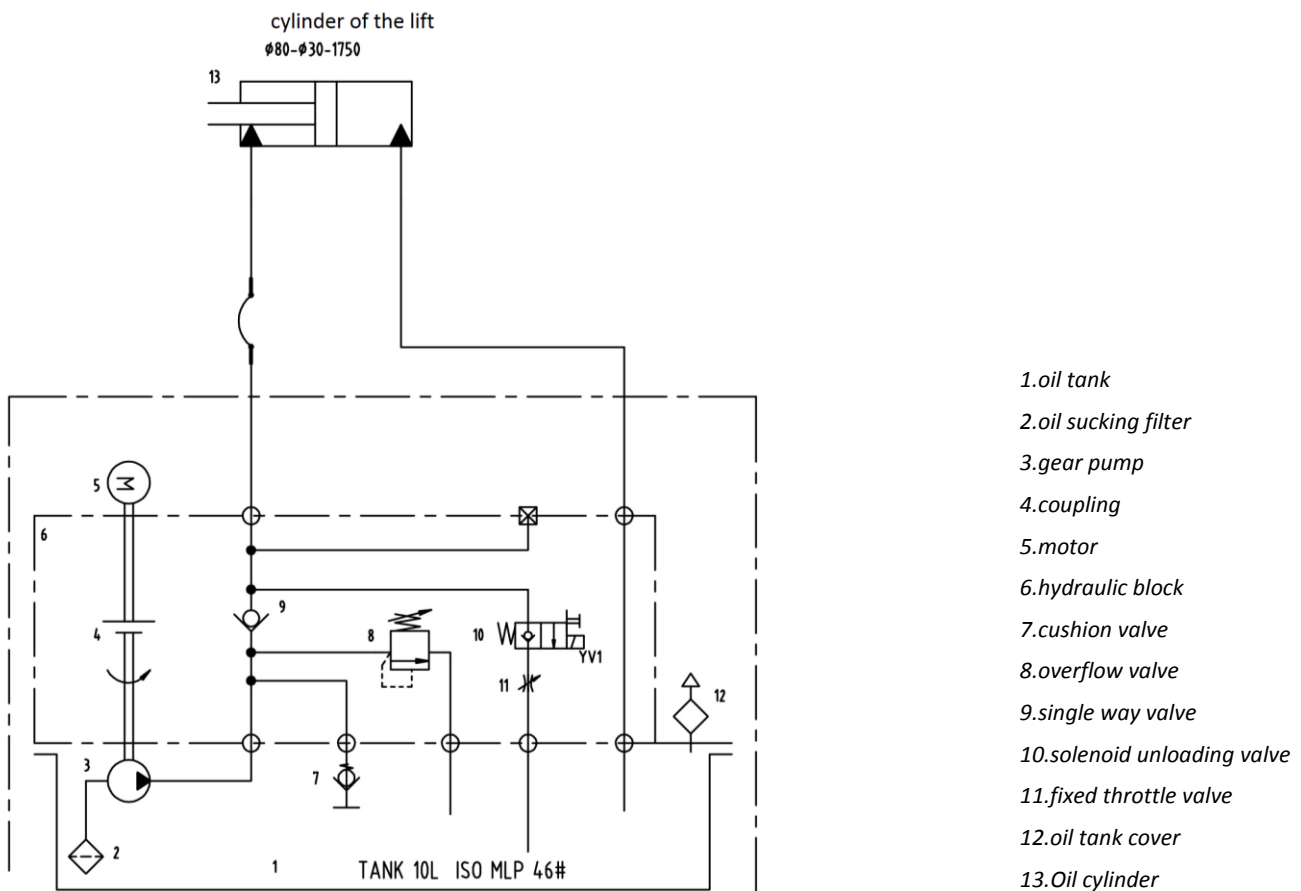 cylinder of the lift
ø80-ø30-1750
13
5
M
6
9
4
8
10
YV1
11
12
3
7
2
1
TANK 10L ISO MLP 46#
1.oil tank
2.oil sucking filter
3.gear pump
4.coupling
5.motor
6.hydraulic block
7.cushion valve
8.overflow valve
9.single way valve
10.solenoid unloading valve
11.fixed throttle valve
12.oil tank cover
13.Oil cylinder